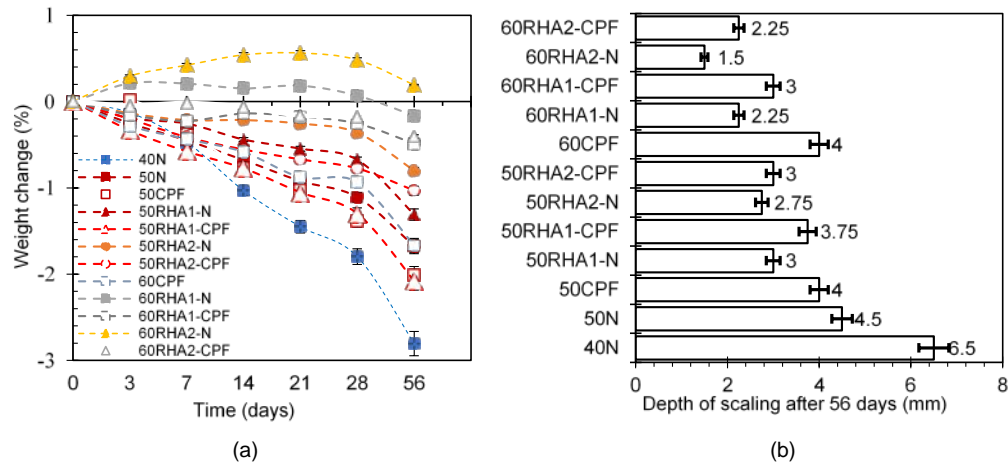 1
0
-1
-2
-3
Weight change (%)
40N
50N
50CPF
50RHA1-N
50RHA1-CPF
50RHA2-N
50RHA2-CPF
60CPF
60RHA1-N
60RHA1-CPF
60RHA2-N
60RHA2-CPF
0 3 7 14 21 28 56
Time (days)
(a)
60RHA2-CPF 2.25
60RHA2-N 1.5
60RHA1-CPF 3
60RHA1-N 2.25
60CPF 4
50RHA2-CPF 3
50RHA2-N 2.75
50RHA1-CPF 3.75
50RHA1-N 3
50CPF 4
50N 4.5
40N 6.5
0 2 4 6 8
Depth of scaling after 56 days (mm)
(b)